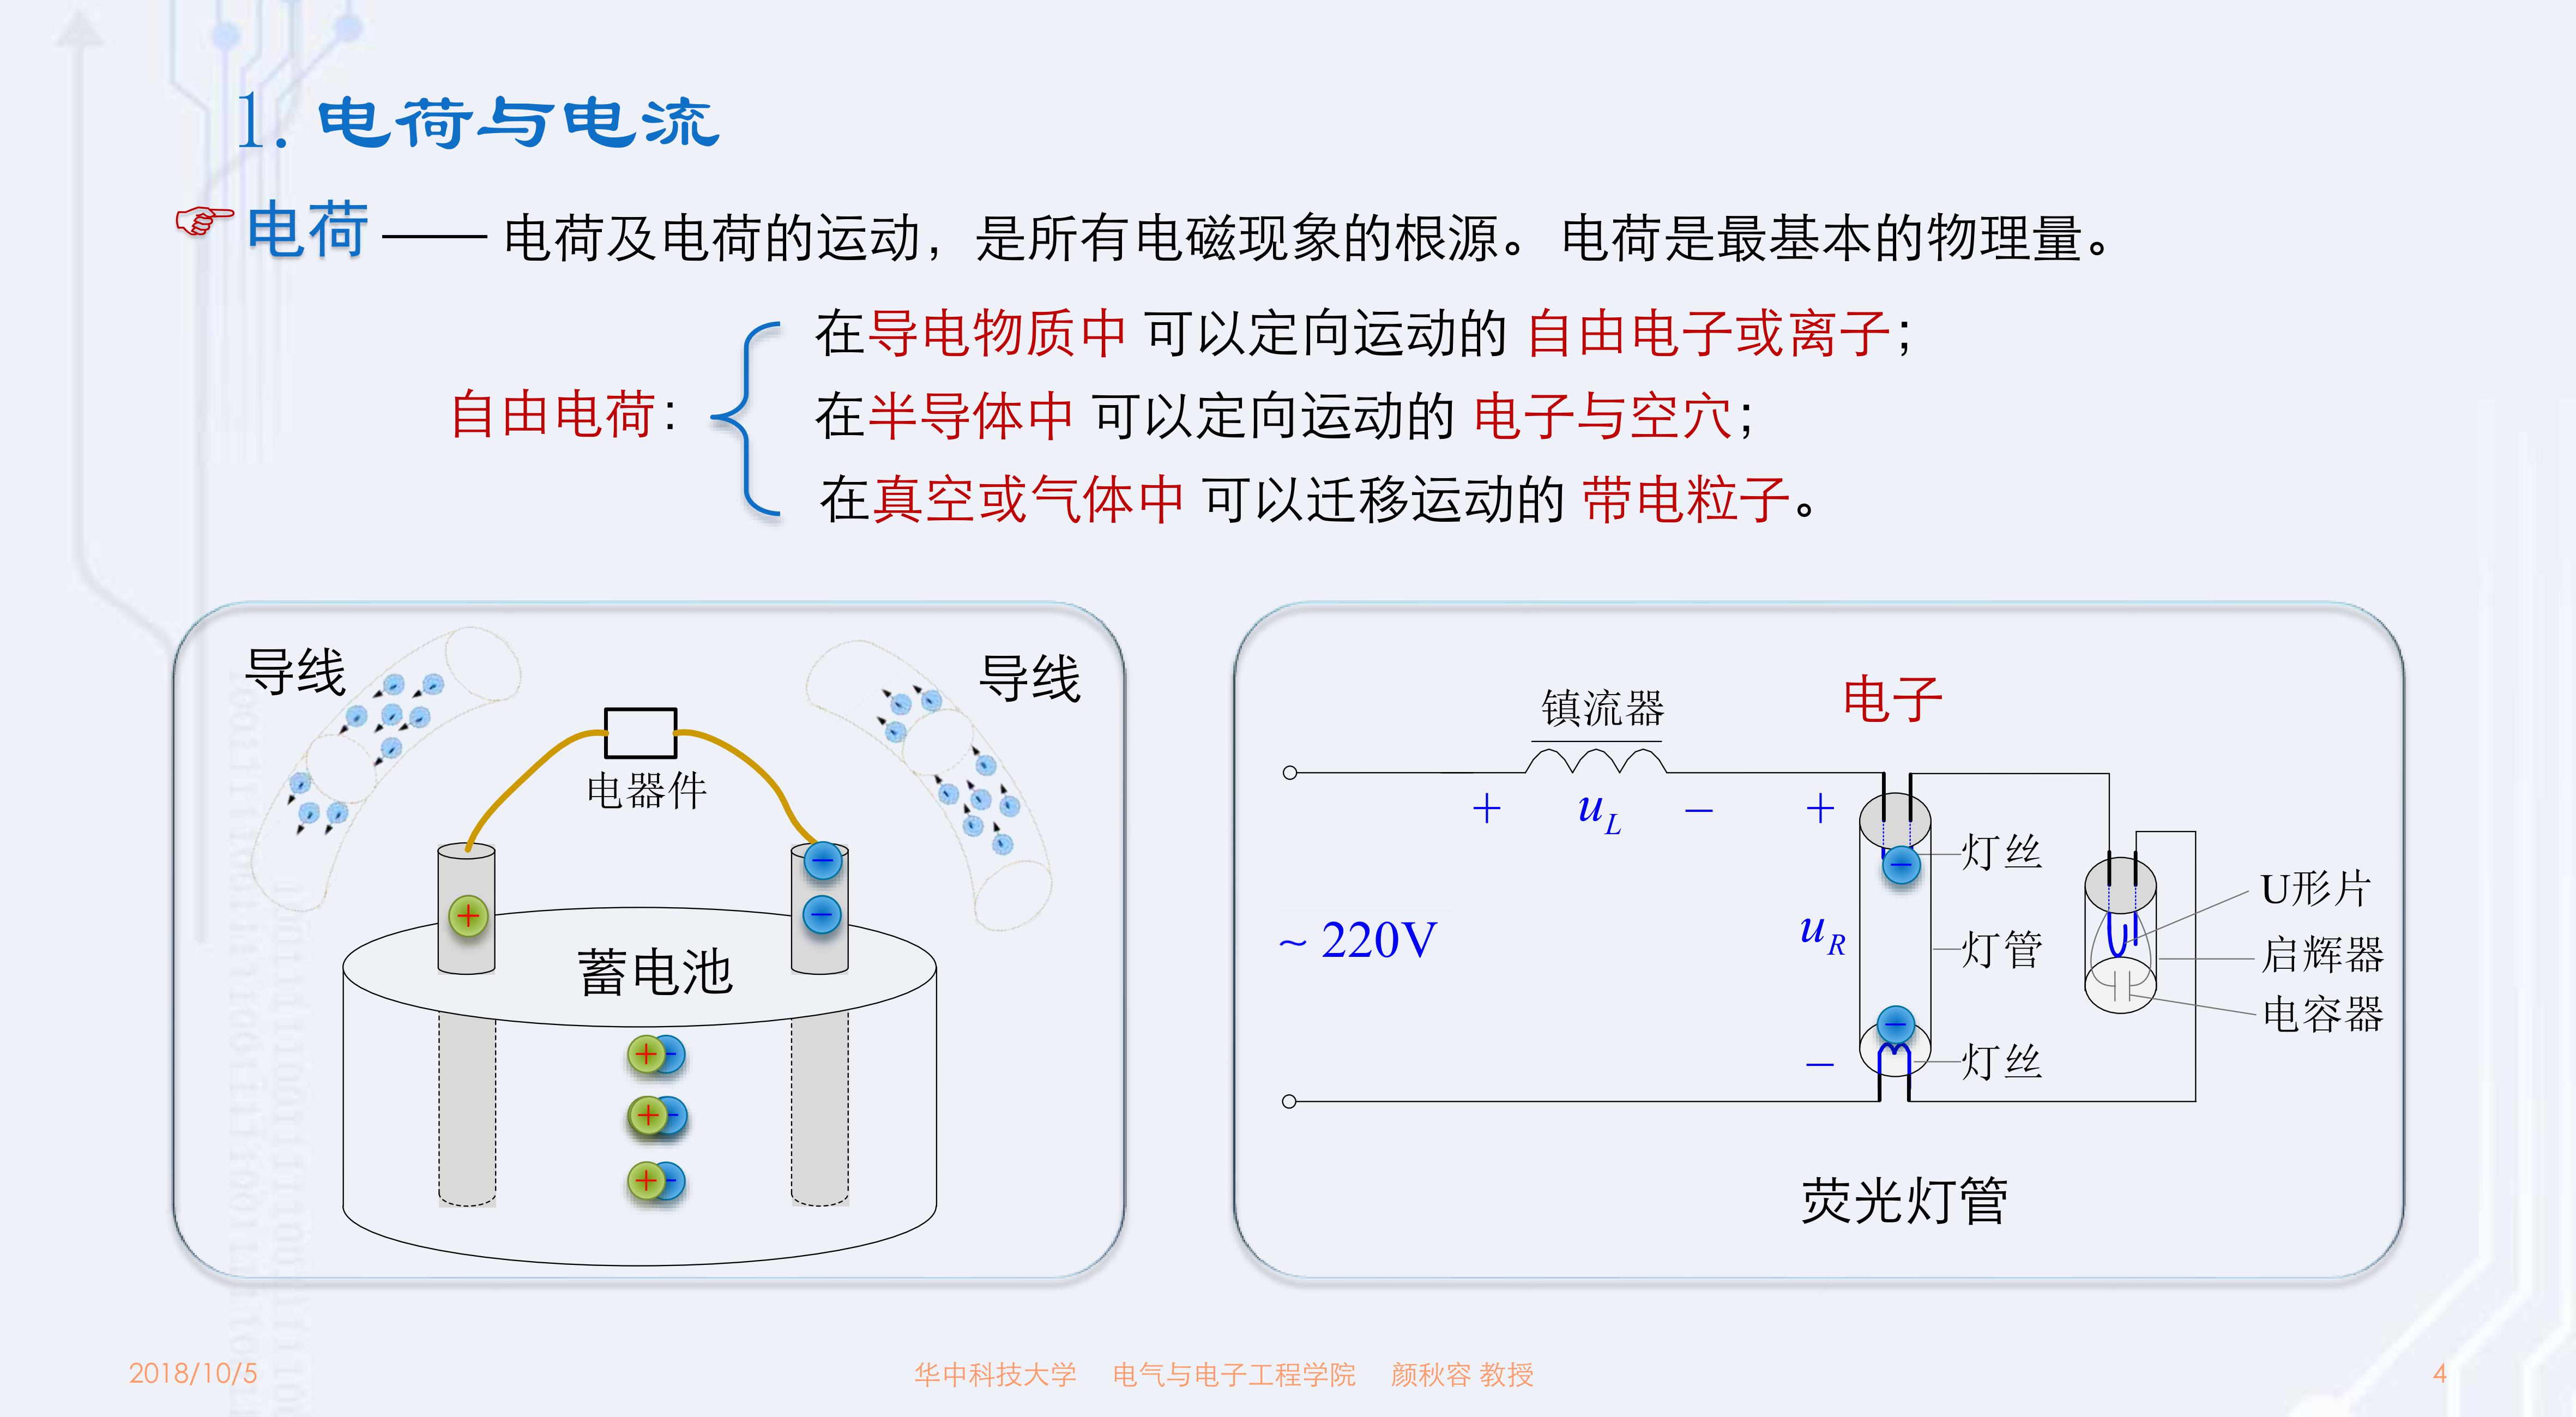 1. 电荷与电流
电荷 —— 电荷及电荷的运动，是所有电磁现象的根源。电荷是最基本的物理量。
在导电物质中 可以定向运动的 自由电子或离子；
自由电荷：
在半导体中 可以定向运动的 电子与空穴；
在真空或气体中 可以迁移运动的 带电粒子。
导线
导线
电器件
+
−
−
蓄电池
+ -
+ -
+ -
电子
镇流器
+ uL − +
灯丝
−
~ 220V
uR
灯管
U形片
启辉器
电容器
−
−
灯丝
荧光灯管
2018/10/5
华中科技大学 电气与电子工程学院 颜秋容 教授
4